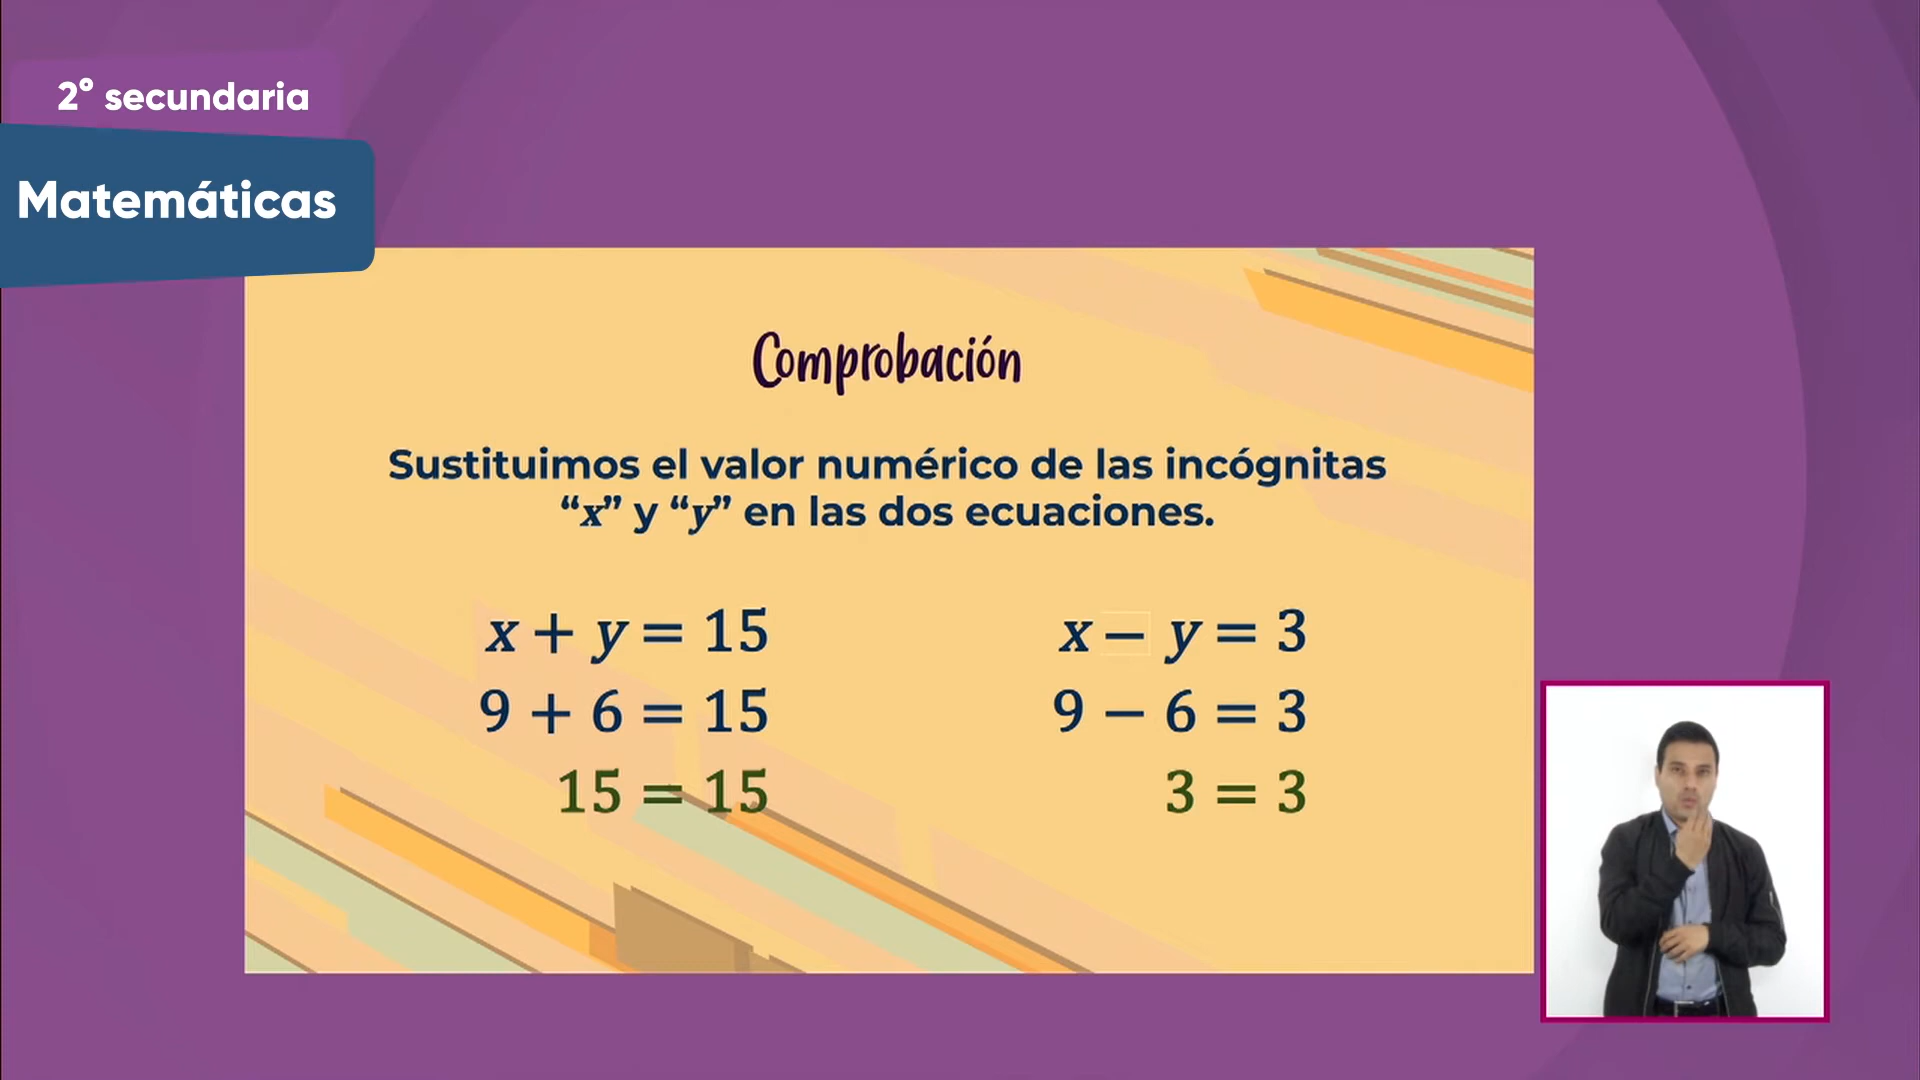 2° secundaria
Matemáticas
Comprobación
Sustituimos el valor numérico de las incógnitas
“x” y “y” en las dos ecuaciones.
x + y = 15
9 + 6 = 15
15 = 15
x − y = 3
9 − 6 = 3
3 = 3